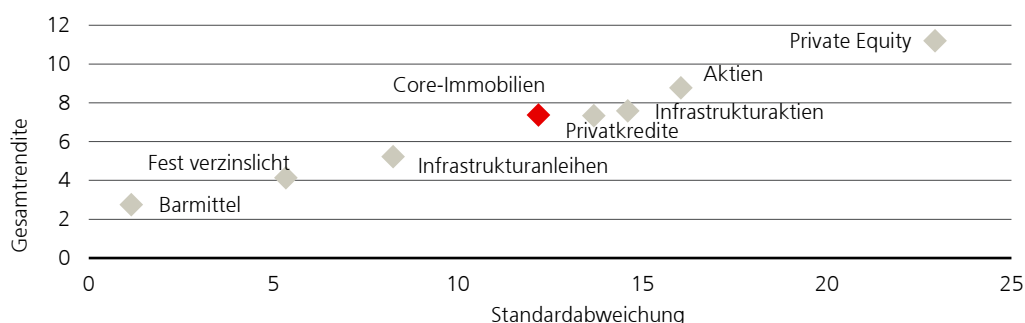 12
Private Equity
10
Aktien
Core-Immobilien
8
Infrastrukturaktien
Privatkredite
6
Fest verzinslicht
Infrastrukturanleihen
4
Barmittel
2
0
Gesamtrendite
0 5 10 15 20 25
Standardabweichung